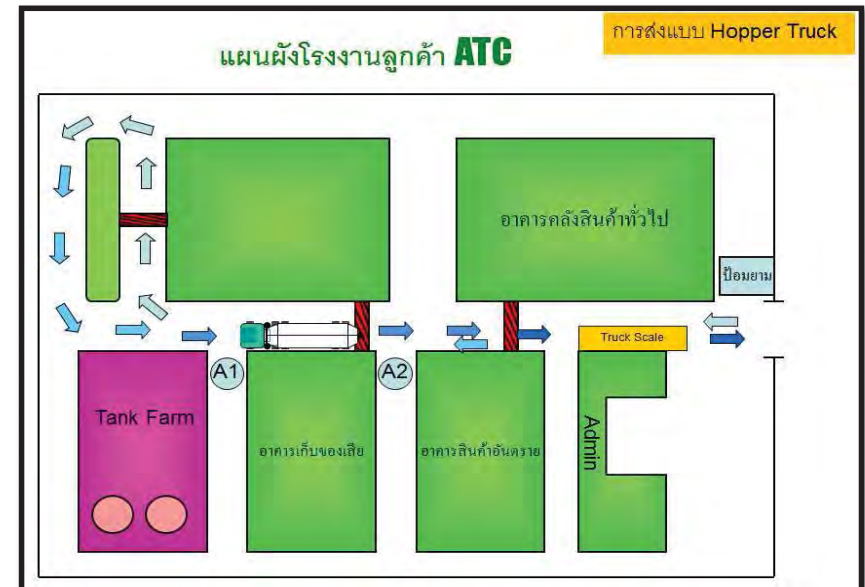 การส่งแบบ Hopper Truck
แผนผังโรงงานลูกค้า ATC
อาคารคลังสินค้าทั่วไป
ป้อมยาม
Truck Scale
A1
A2
Tank Farm
อาคารเก็บของเสีย
อาคารสินค้าอันตราย
Admin